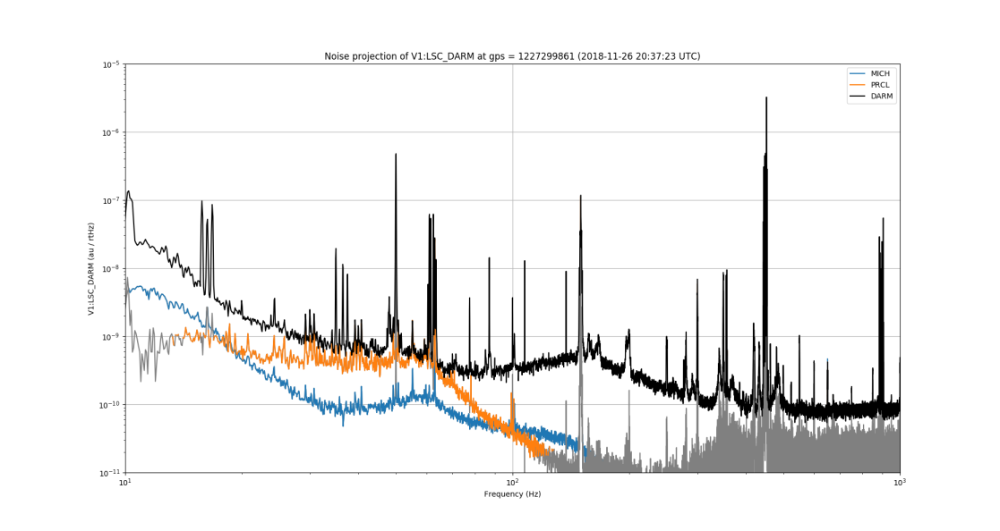 Noise projection of V1:LSC_DARM at gps = 1227299861 (2018-11-26 20:37:23 UTC)
MICH
PRCL
DARM
V1:LSC_DARM (au / rtHz)
10⁻⁵
10⁻⁶
10⁻⁷
10⁻⁸
10⁻⁹
10⁻¹⁰
10⁻¹¹
10¹ 10² 10³
Frequency (Hz)